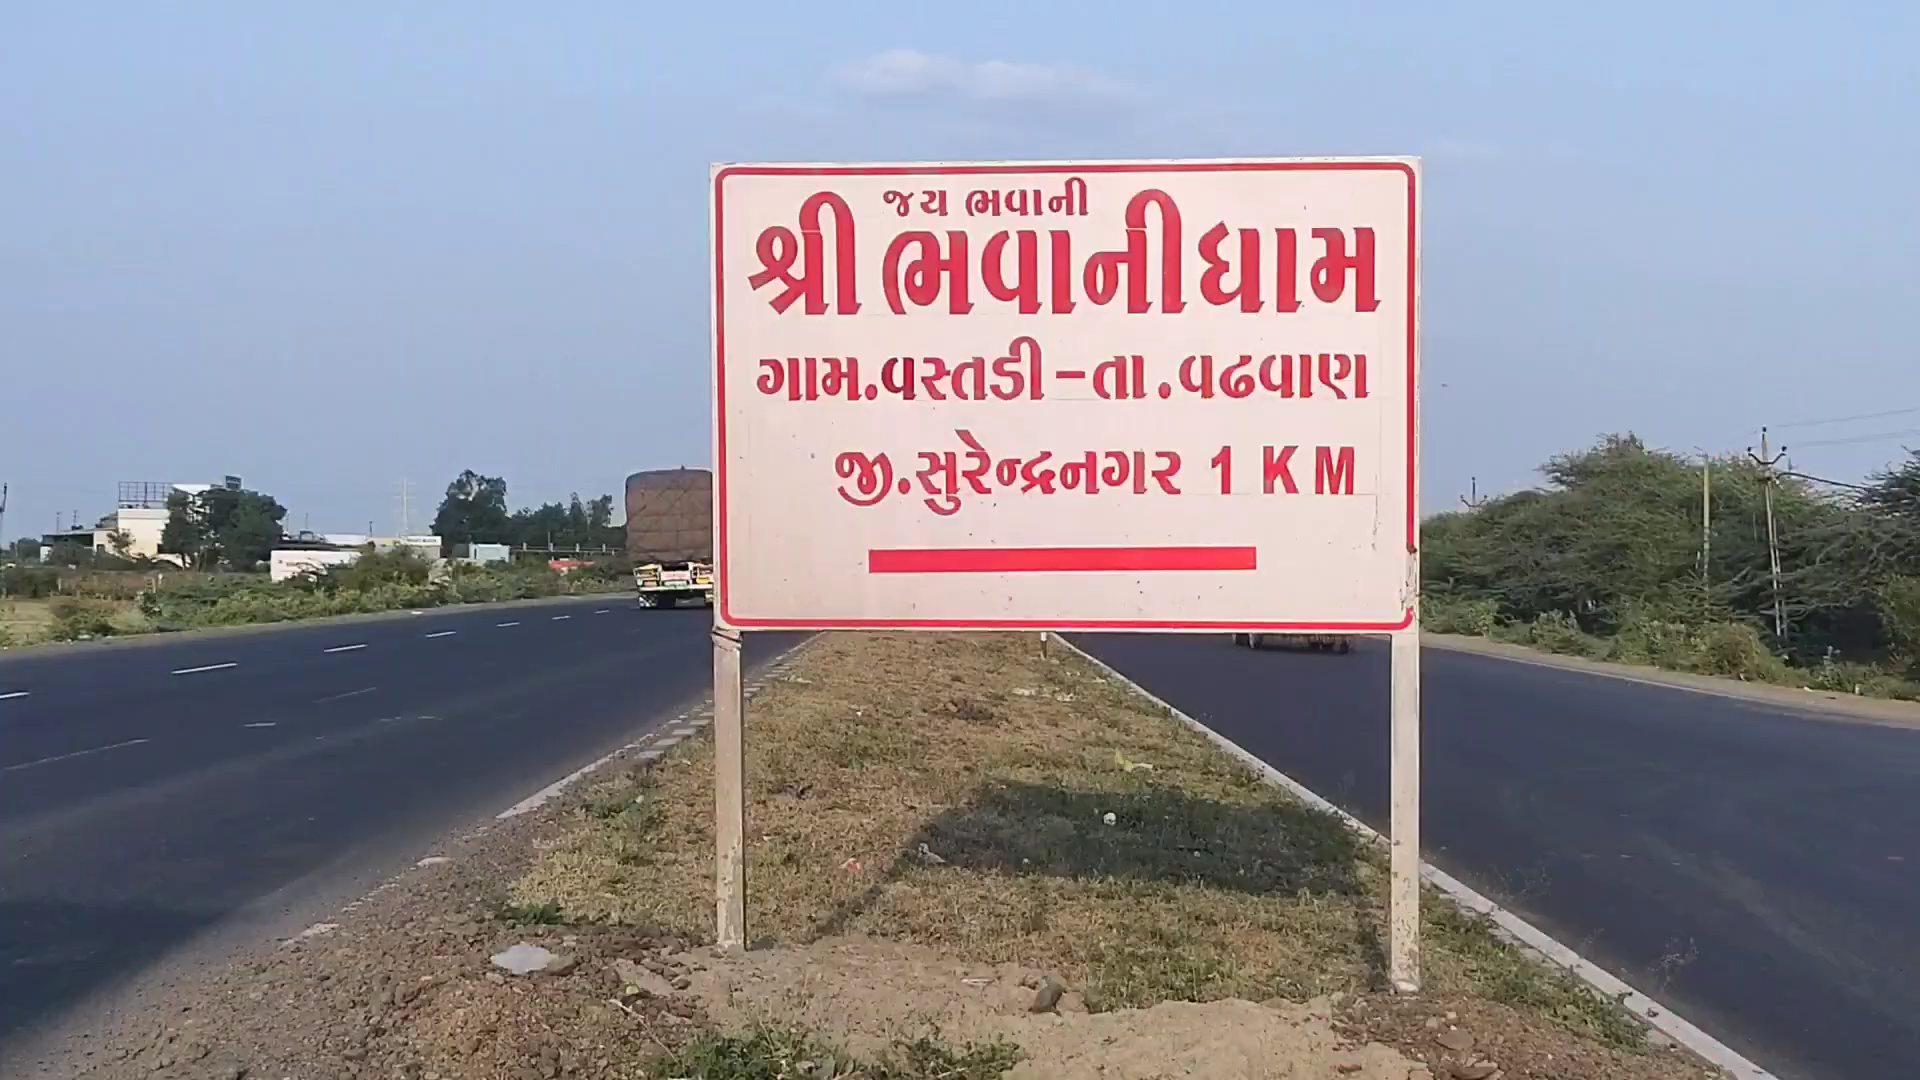 જય ભવાની
શ્રી ભવાનીધામ
ગામ.વસ્તડી-તા.વઢવાણ
જી.સુરેન્દ્રનગર 1 KM